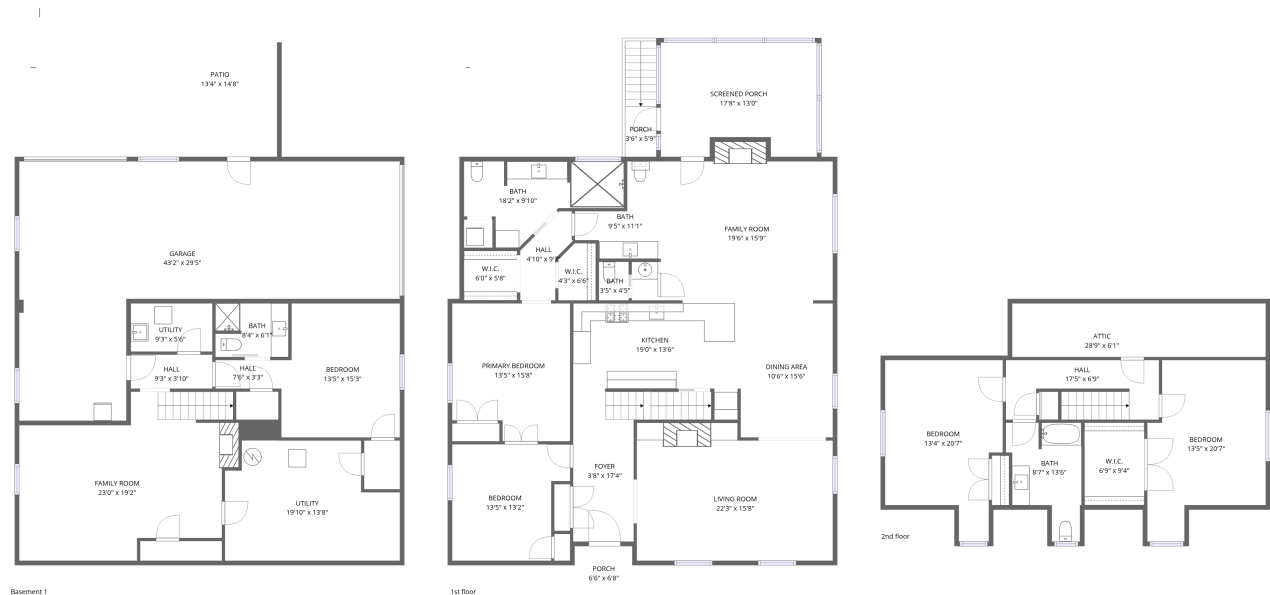 PATIO
13'4" x 14'8"
GARAGE
43'2" x 29'5"
UTILITY
9'3" x 5'6"
BATH
8'4" x 6'1"
HALL
9'3" x 3'10"
HALL
7'6" x 3'3"
BEDROOM
13'5" x 15'3"
FAMILY ROOM
23'0" x 19'2"
UTILITY
19'10" x 13'8"
Basement 1
SCREENED PORCH
17'8" x 13'0"
PORCH
3'6" x 5'9"
BATH
18'2" x 9'10"
BATH
9'5" x 11'1"
FAMILY ROOM
19'6" x 15'9"
HALL
4'10" x 9'
W.I.C.
6'0" x 5'8"
W.I.C.
4'3" x 6'6"
BATH
3'5" x 4'5"
KITCHEN
19'0" x 13'6"
PRIMARY BEDROOM
13'5" x 15'8"
DINING AREA
10'6" x 15'6"
FOYER
3'8" x 17'4"
BEDROOM
13'5" x 13'2"
LIVING ROOM
22'3" x 15'8"
PORCH
6'6" x 6'8"
1st floor
ATTIC
28'9" x 6'1"
HALL
17'5" x 6'9"
BEDROOM
13'4" x 20'7"
BEDROOM
13'5" x 20'7"
BATH
8'7" x 13'6"
W.I.C.
6'9" x 9'4"
2nd floor